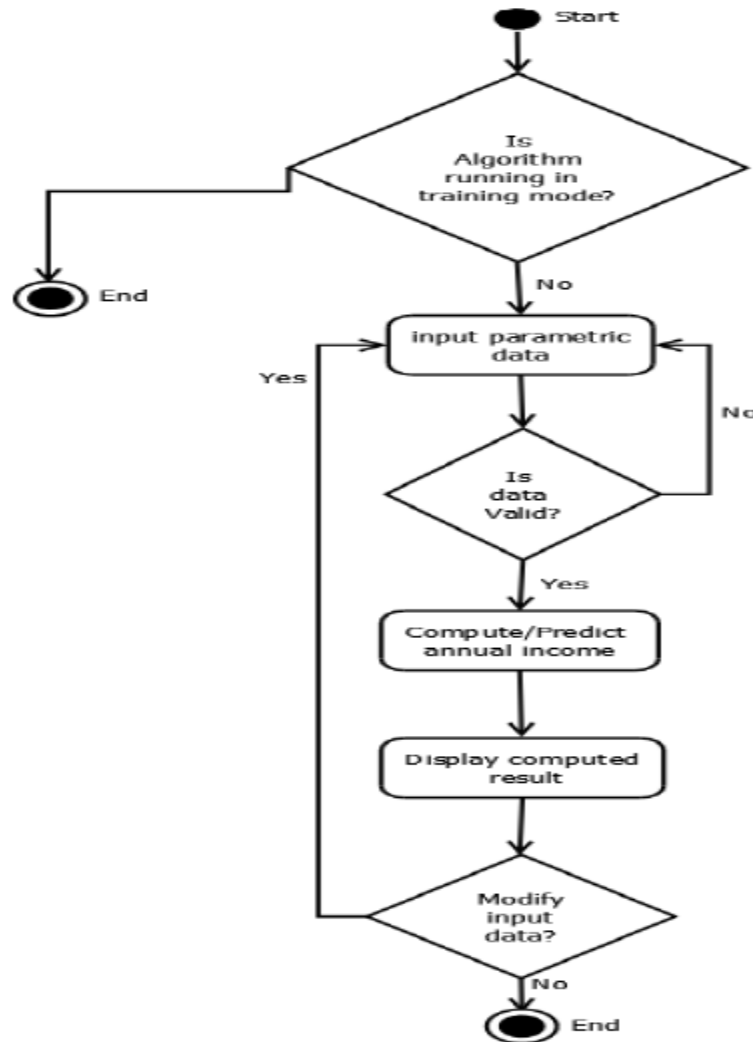 Start
Is
Algorithm
running in
training mode?
End
No
input parametric
data
Yes
No
Is
data
Valid?
Yes
Compute/Predict
annual income
Display computed
result
Modify
input
data?
No
End